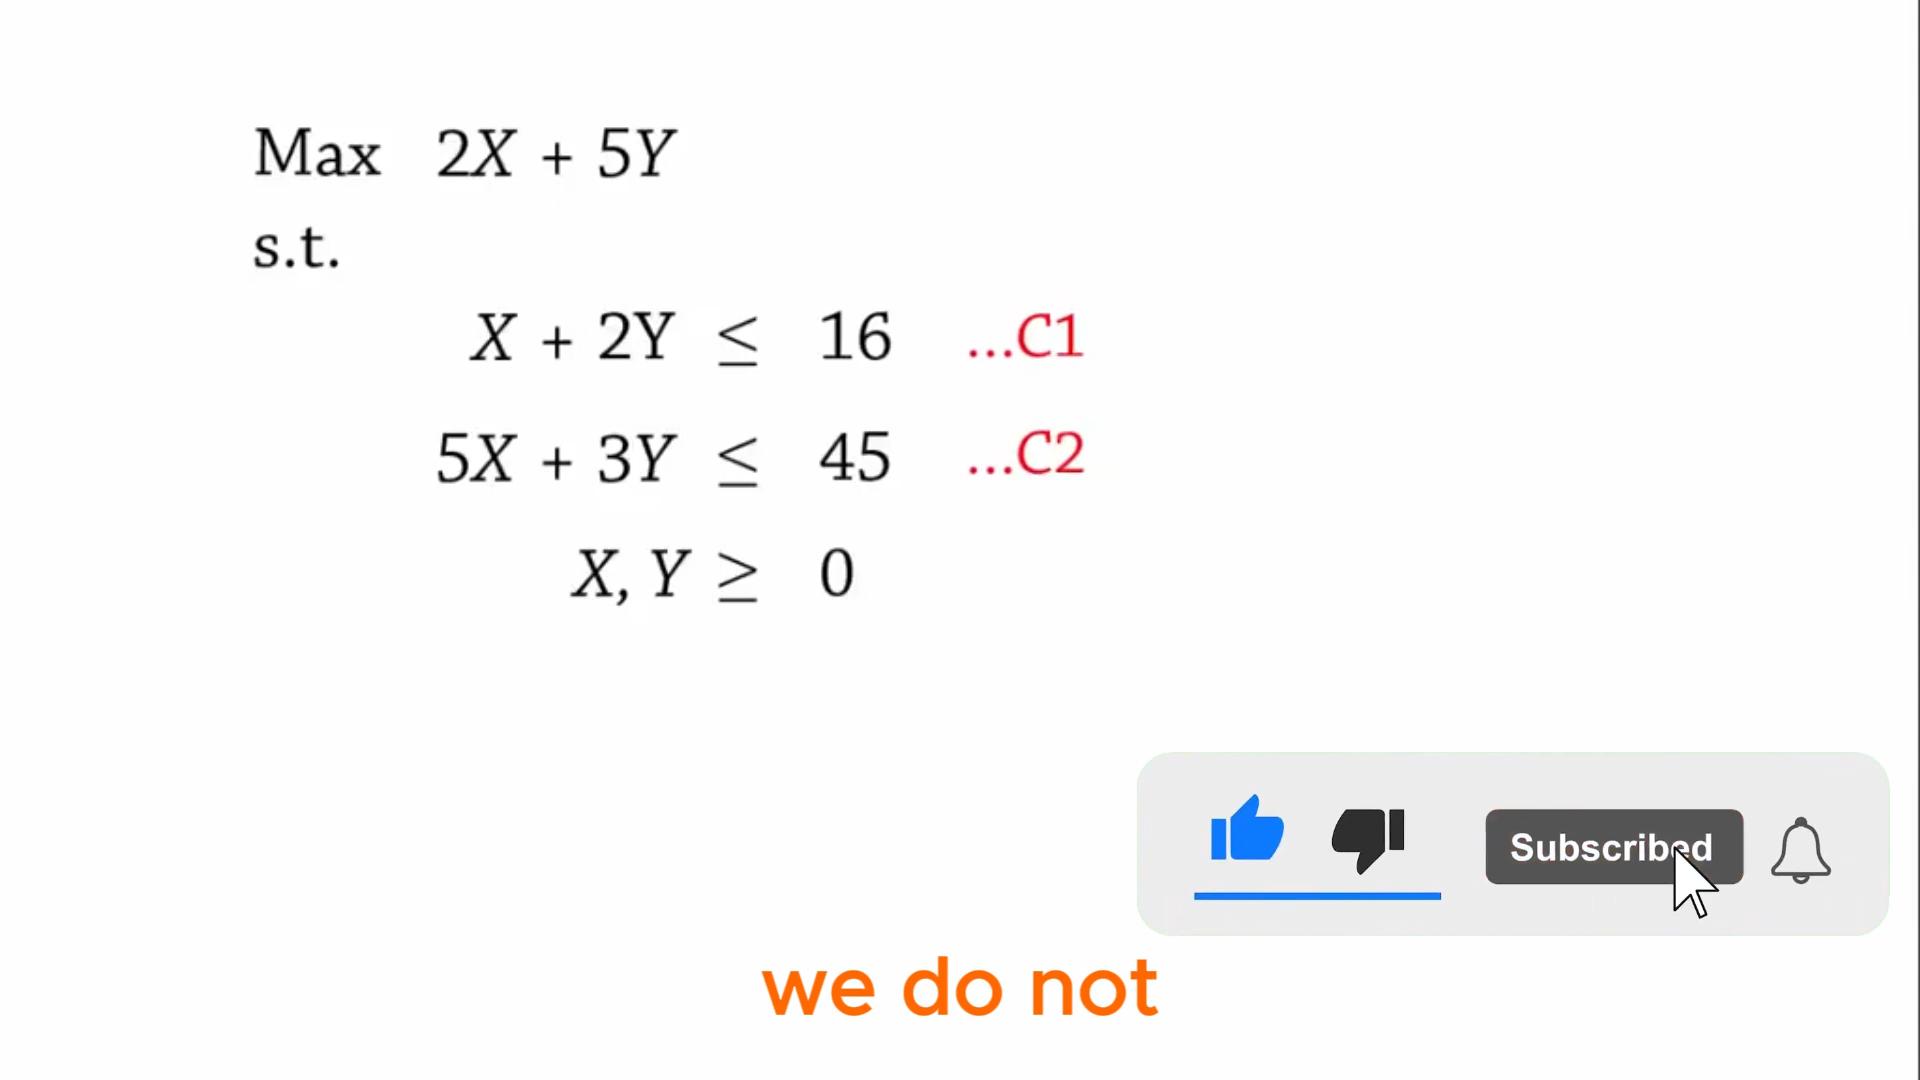 Max 2X + 5Y
s.t.
X + 2Y ≤ 16 ...C1
5X + 3Y ≤ 45 ...C2
X, Y ≥ 0
Subscribed
we do not